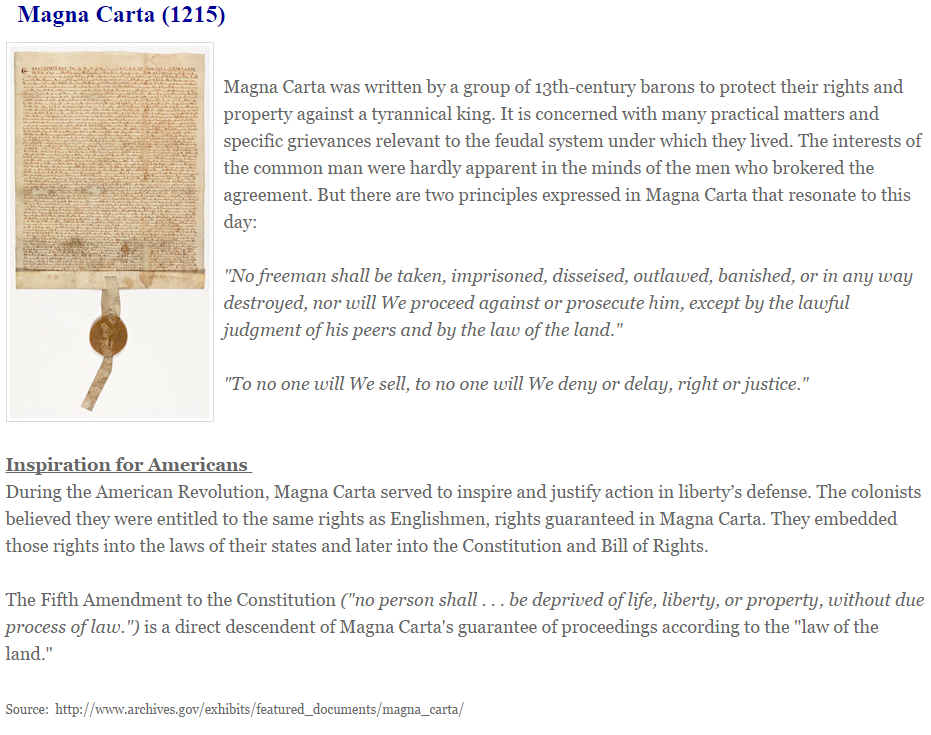 Magna Carta (1215)
Magna Carta was written by a group of 13th-century barons to protect their rights and
property against a tyrannical king. It is concerned with many practical matters and
specific grievances relevant to the feudal system under which they lived. The interests of
the common man were hardly apparent in the minds of the men who brokered the
agreement. But there are two principles expressed in Magna Carta that resonate to this
day:
"No freeman shall be taken, imprisoned, disseised, outlawed, banished, or in any way
destroyed, nor will We proceed against or prosecute him, except by the lawful
judgment of his peers and by the law of the land."
"To no one will We sell, to no one will We deny or delay, right or justice."
Inspiration for Americans
During the American Revolution, Magna Carta served to inspire and justify action in liberty’s defense. The colonists
believed they were entitled to the same rights as Englishmen, rights guaranteed in Magna Carta. They embedded
those rights into the laws of their states and later into the Constitution and Bill of Rights.
The Fifth Amendment to the Constitution ("no person shall . . . be deprived of life, liberty, or property, without due
process of law.") is a direct descendent of Magna Carta's guarantee of proceedings according to the "law of the
land."
Source: http://www.archives.gov/exhibits/featured_documents/magna_carta/